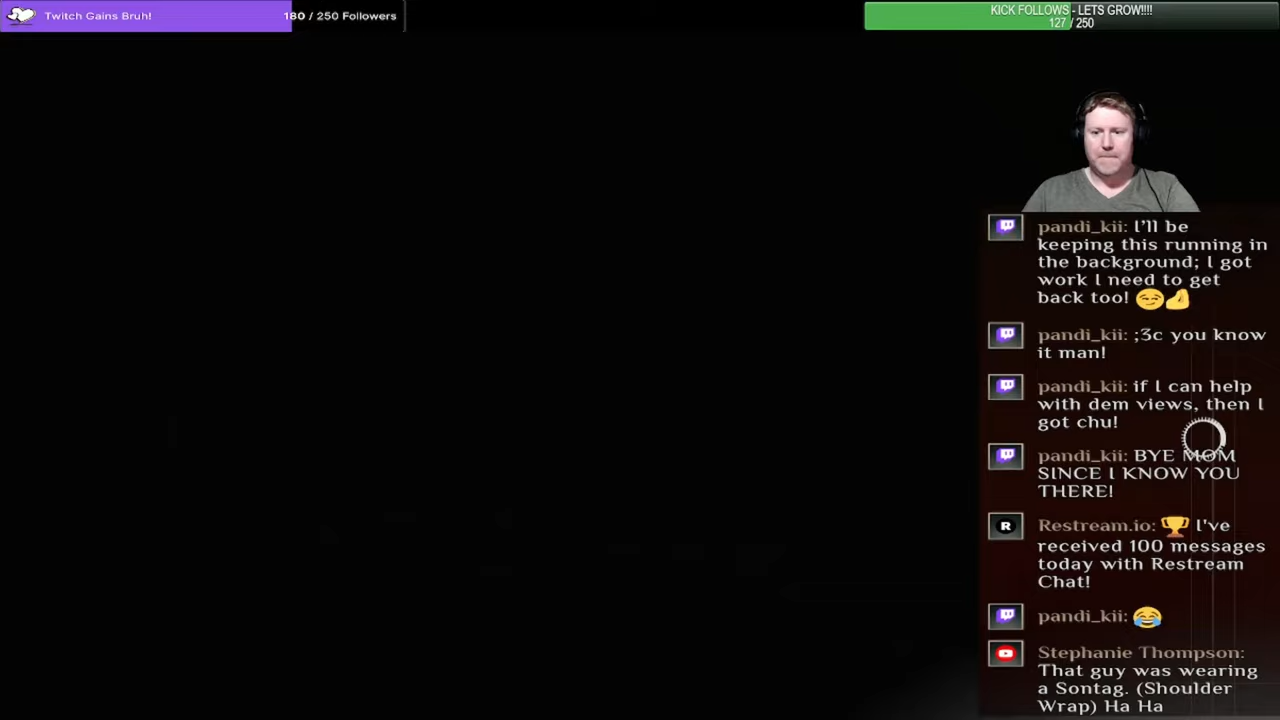 Twitch Gains Bruh!
180 / 250 Followers
KICK FOLLOWS - LETS GROW!!!!
127 / 250
pandi_kii: I'll be
keeping this running in
the background; I got
work I need to get
back too! 😏🤌
pandi_kii: ;3c you know
it man!
pandi_kii: if I can help
with dem views, then I
got chu!
pandi_kii: BYE MOM
SINCE I KNOW YOU
THERE!
R
Restream.io: 🏆 I've
received 100 messages
today with Restream
Chat!
pandi_kii: 😂
Stephanie Thompson:
That guy was wearing
a Sontag. (Shoulder
Wrap) Ha Ha